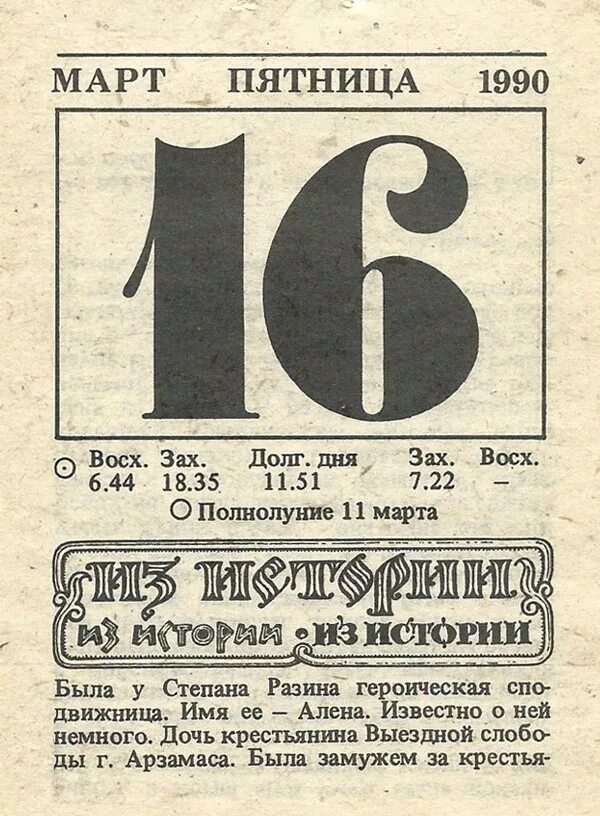 МАРТ ПЯТНИЦА 1990
16
Восх. Зах. Долг. дня Зах. Восх.
6.44 18.35 11.51 7.22 –
Полнолуние 11 марта
ИЗ ИСТОРИИ
ИЗ ИСТОРИИ • ИЗ ИСТОРИИ
Была у Степана Разина героическая спо-
движница. Имя ее – Алена. Известно о ней
немного. Дочь крестьянина Выездной слобо-
ды г. Арзамаса. Была замужем за крестья-